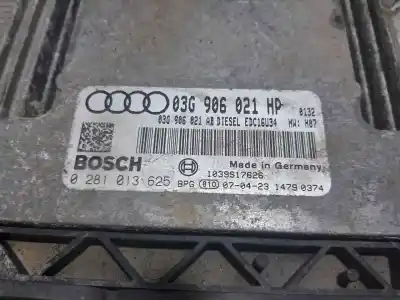 03G 906 021 HP 0132
03G 906 021 AB DIESEL EDC16U34 HW: H07
BOSCH
Made in Germany
1039S17626
0 281 013 625 BPG 010 07-04-23 1479 0374